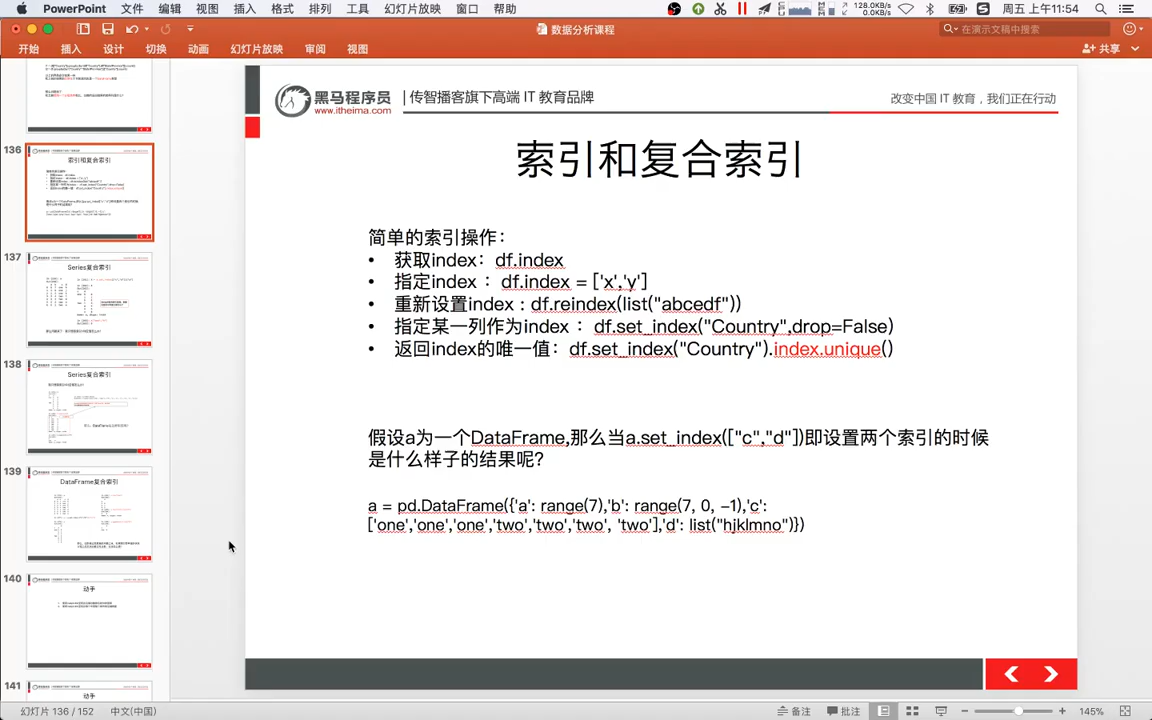 PowerPoint 文件 编辑 视图 插入 格式 排列 工具 幻灯片放映 窗口 帮助
128.0KB/s
0.0KB/s
周五 上午11:54
数据分析课程
在演示文稿中搜索
开始 插入 设计 切换 动画 幻灯片放映 审阅 视图
共享
136
索引和复合索引
137
Series复合索引
138
Series复合索引
139
DataFrame复合索引
140
动手
141
动手
黑马程序员
www.itheima.com
传智播客旗下高端 IT 教育品牌
改变中国 IT 教育，我们正在行动
索引和复合索引
简单的索引操作：
• 获取index：df.index
• 指定index ：df.index = ['x','y']
• 重新设置index : df.reindex(list("abcedf"))
• 指定某一列作为index ：df.set_index("Country",drop=False)
• 返回index的唯一值：df.set_index("Country").index.unique()
假设a为一个DataFrame,那么当a.set_index(["c","d"])即设置两个索引的时候
是什么样子的结果呢?
a = pd.DataFrame({'a': range(7),'b': range(7, 0, −1),'c':
['one','one','one','two','two','two', 'two'],'d': list("hjklmno")})
幻灯片 136 / 152 中文(中国)
备注 批注
145%